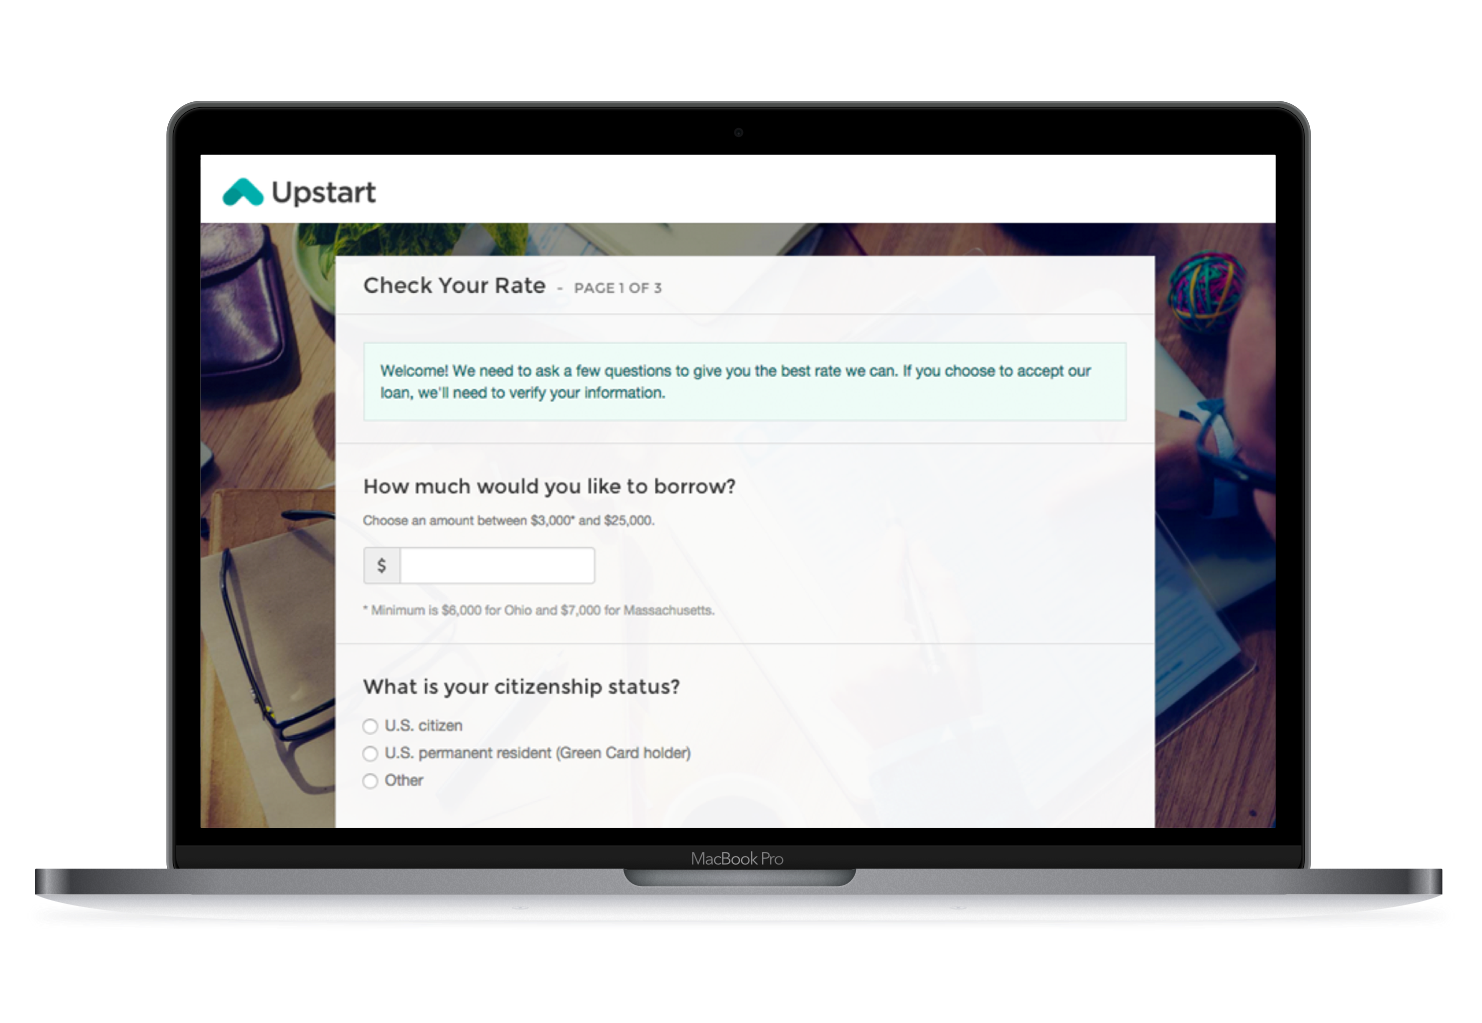 Upstart
Check Your Rate - PAGE 1 OF 3
Welcome! We need to ask a few questions to give you the best rate we can. If you choose to accept our
loan, we'll need to verify your information.
How much would you like to borrow?
Choose an amount between $3,000* and $25,000.
$
* Minimum is $6,000 for Ohio and $7,000 for Massachusetts.
What is your citizenship status?
U.S. citizen
U.S. permanent resident (Green Card holder)
Other
MacBook Pro